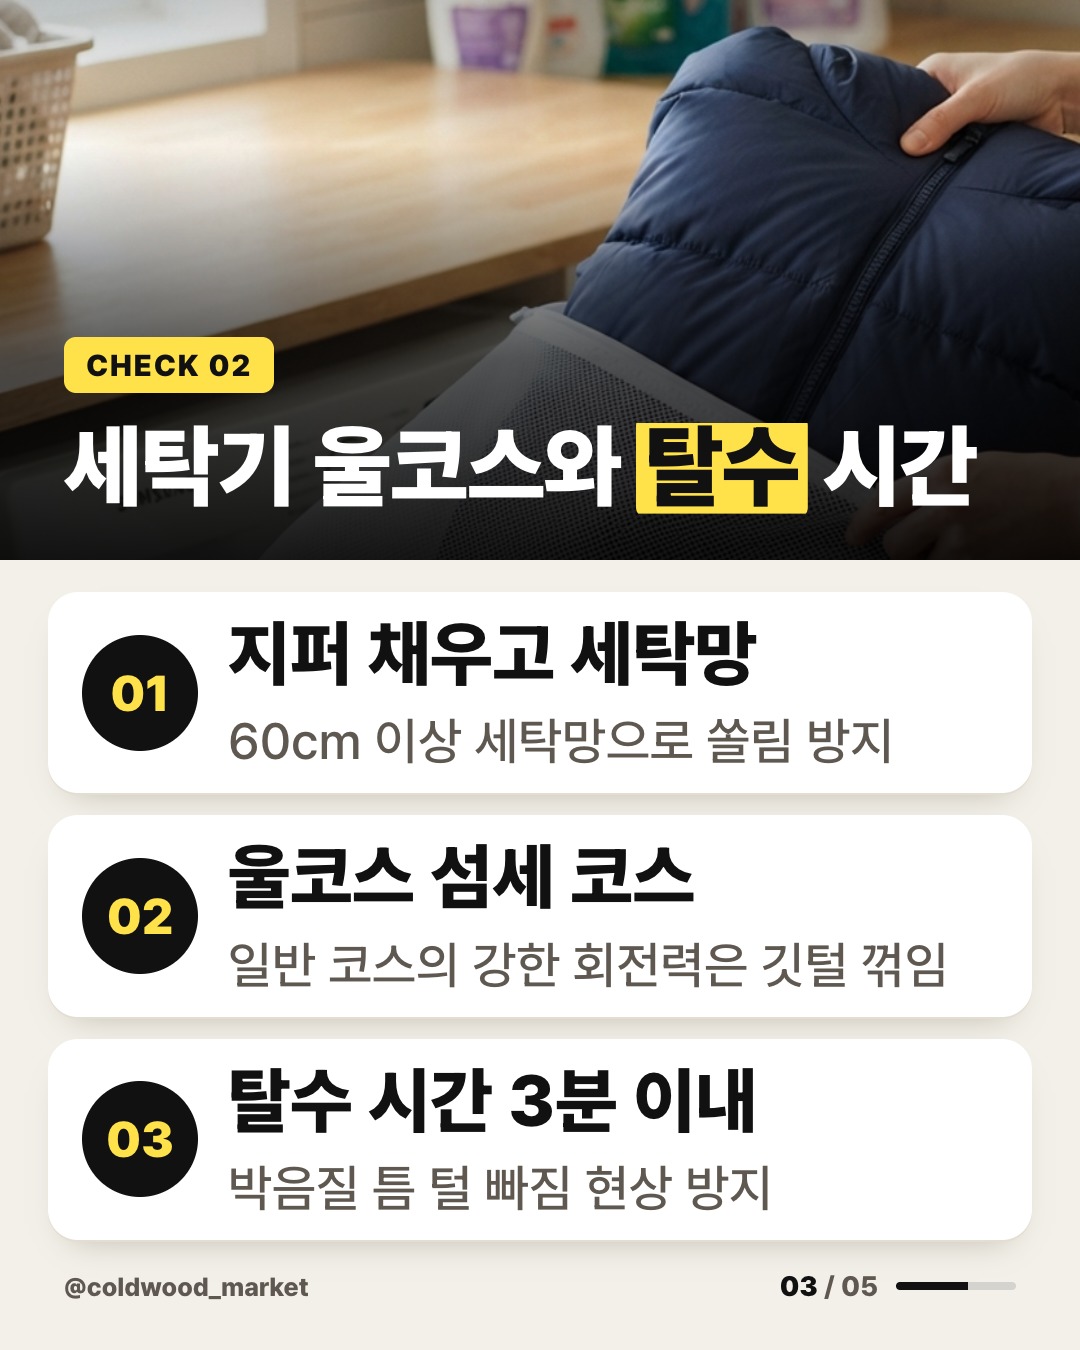 CHECK 02
세탁기 울코스와 탈수 시간
01
지퍼 채우고 세탁망
60cm 이상 세탁망으로 쏠림 방지
02
울코스 섬세 코스
일반 코스의 강한 회전력은 깃털 꺾임
03
탈수 시간 3분 이내
박음질 틈 털 빠짐 현상 방지
@coldwood_market
03 / 05